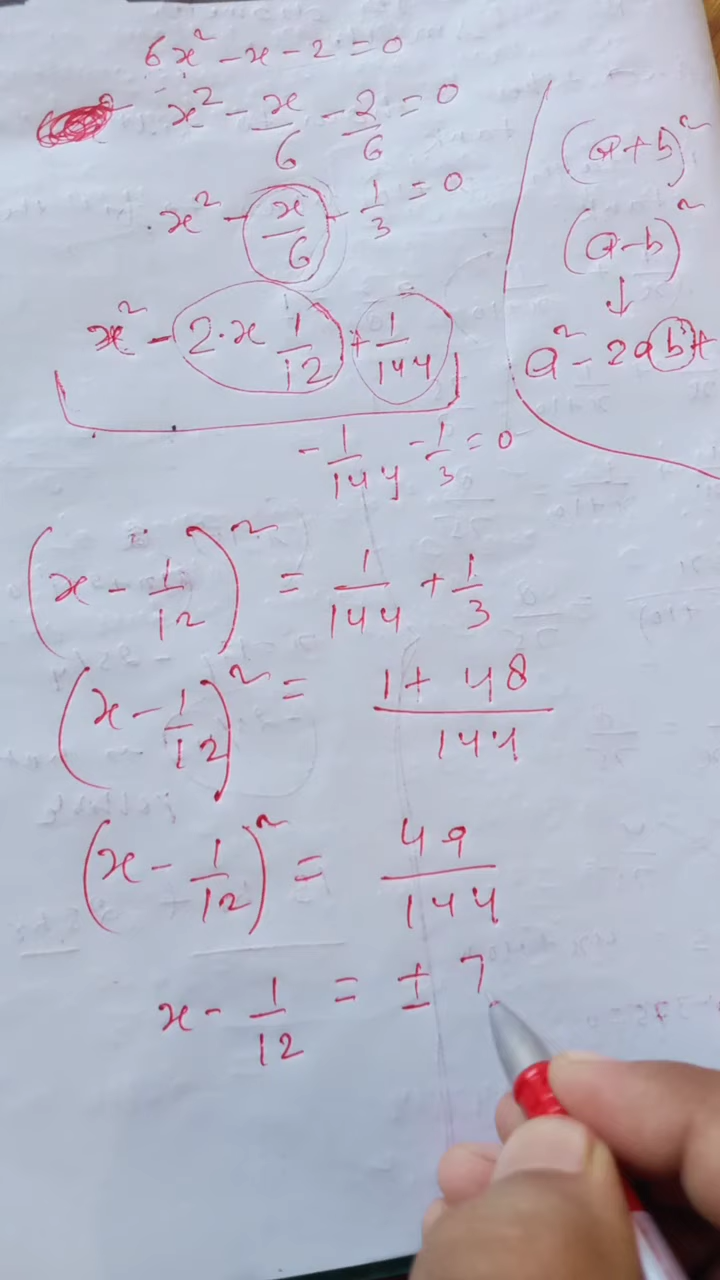 6x² - x - 2 = 0
x² - x/6 - 2/6 = 0
x² - x/6 - 1/3 = 0
x² - 2·x 1/12 + 1/144
- 1/144 - 1/3 = 0
(x - 1/12)² = 1/144 + 1/3
(x - 1/12)² = (1 + 48)/144
(x - 1/12)² = 49/144
x - 1/12 = ± 7
(a+b)²
(a-b)²
↓
a² - 2ab +